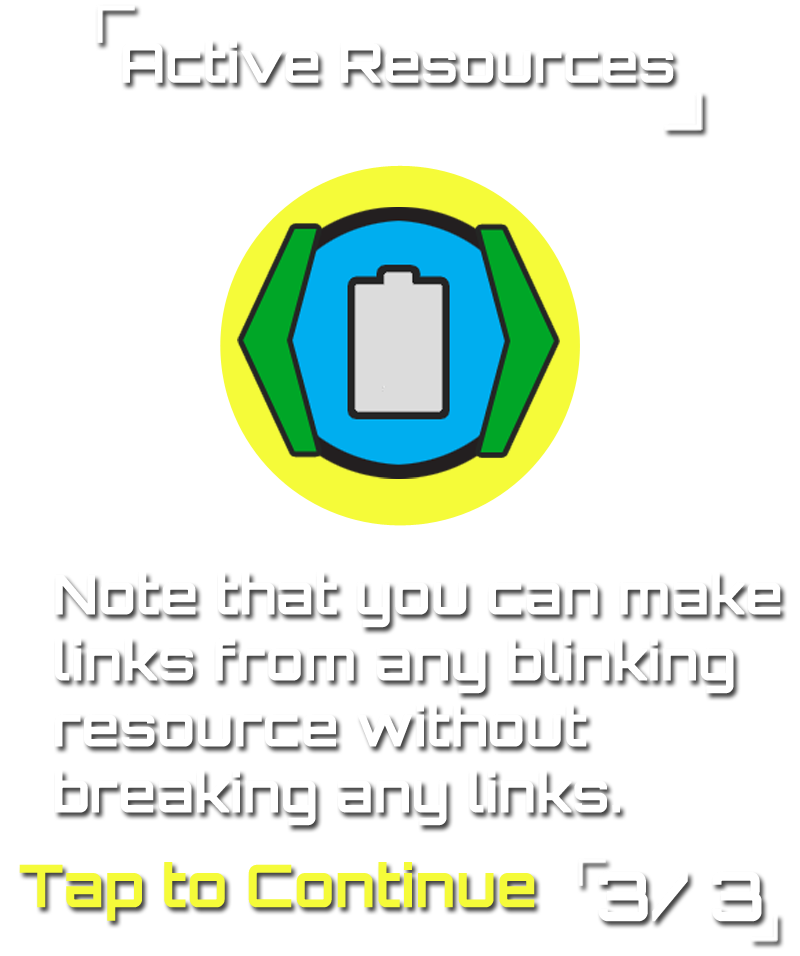 Active Resources
Note that you can make
links from any blinking
resource without
breaking any links.
Tap to Continue
3/ 3